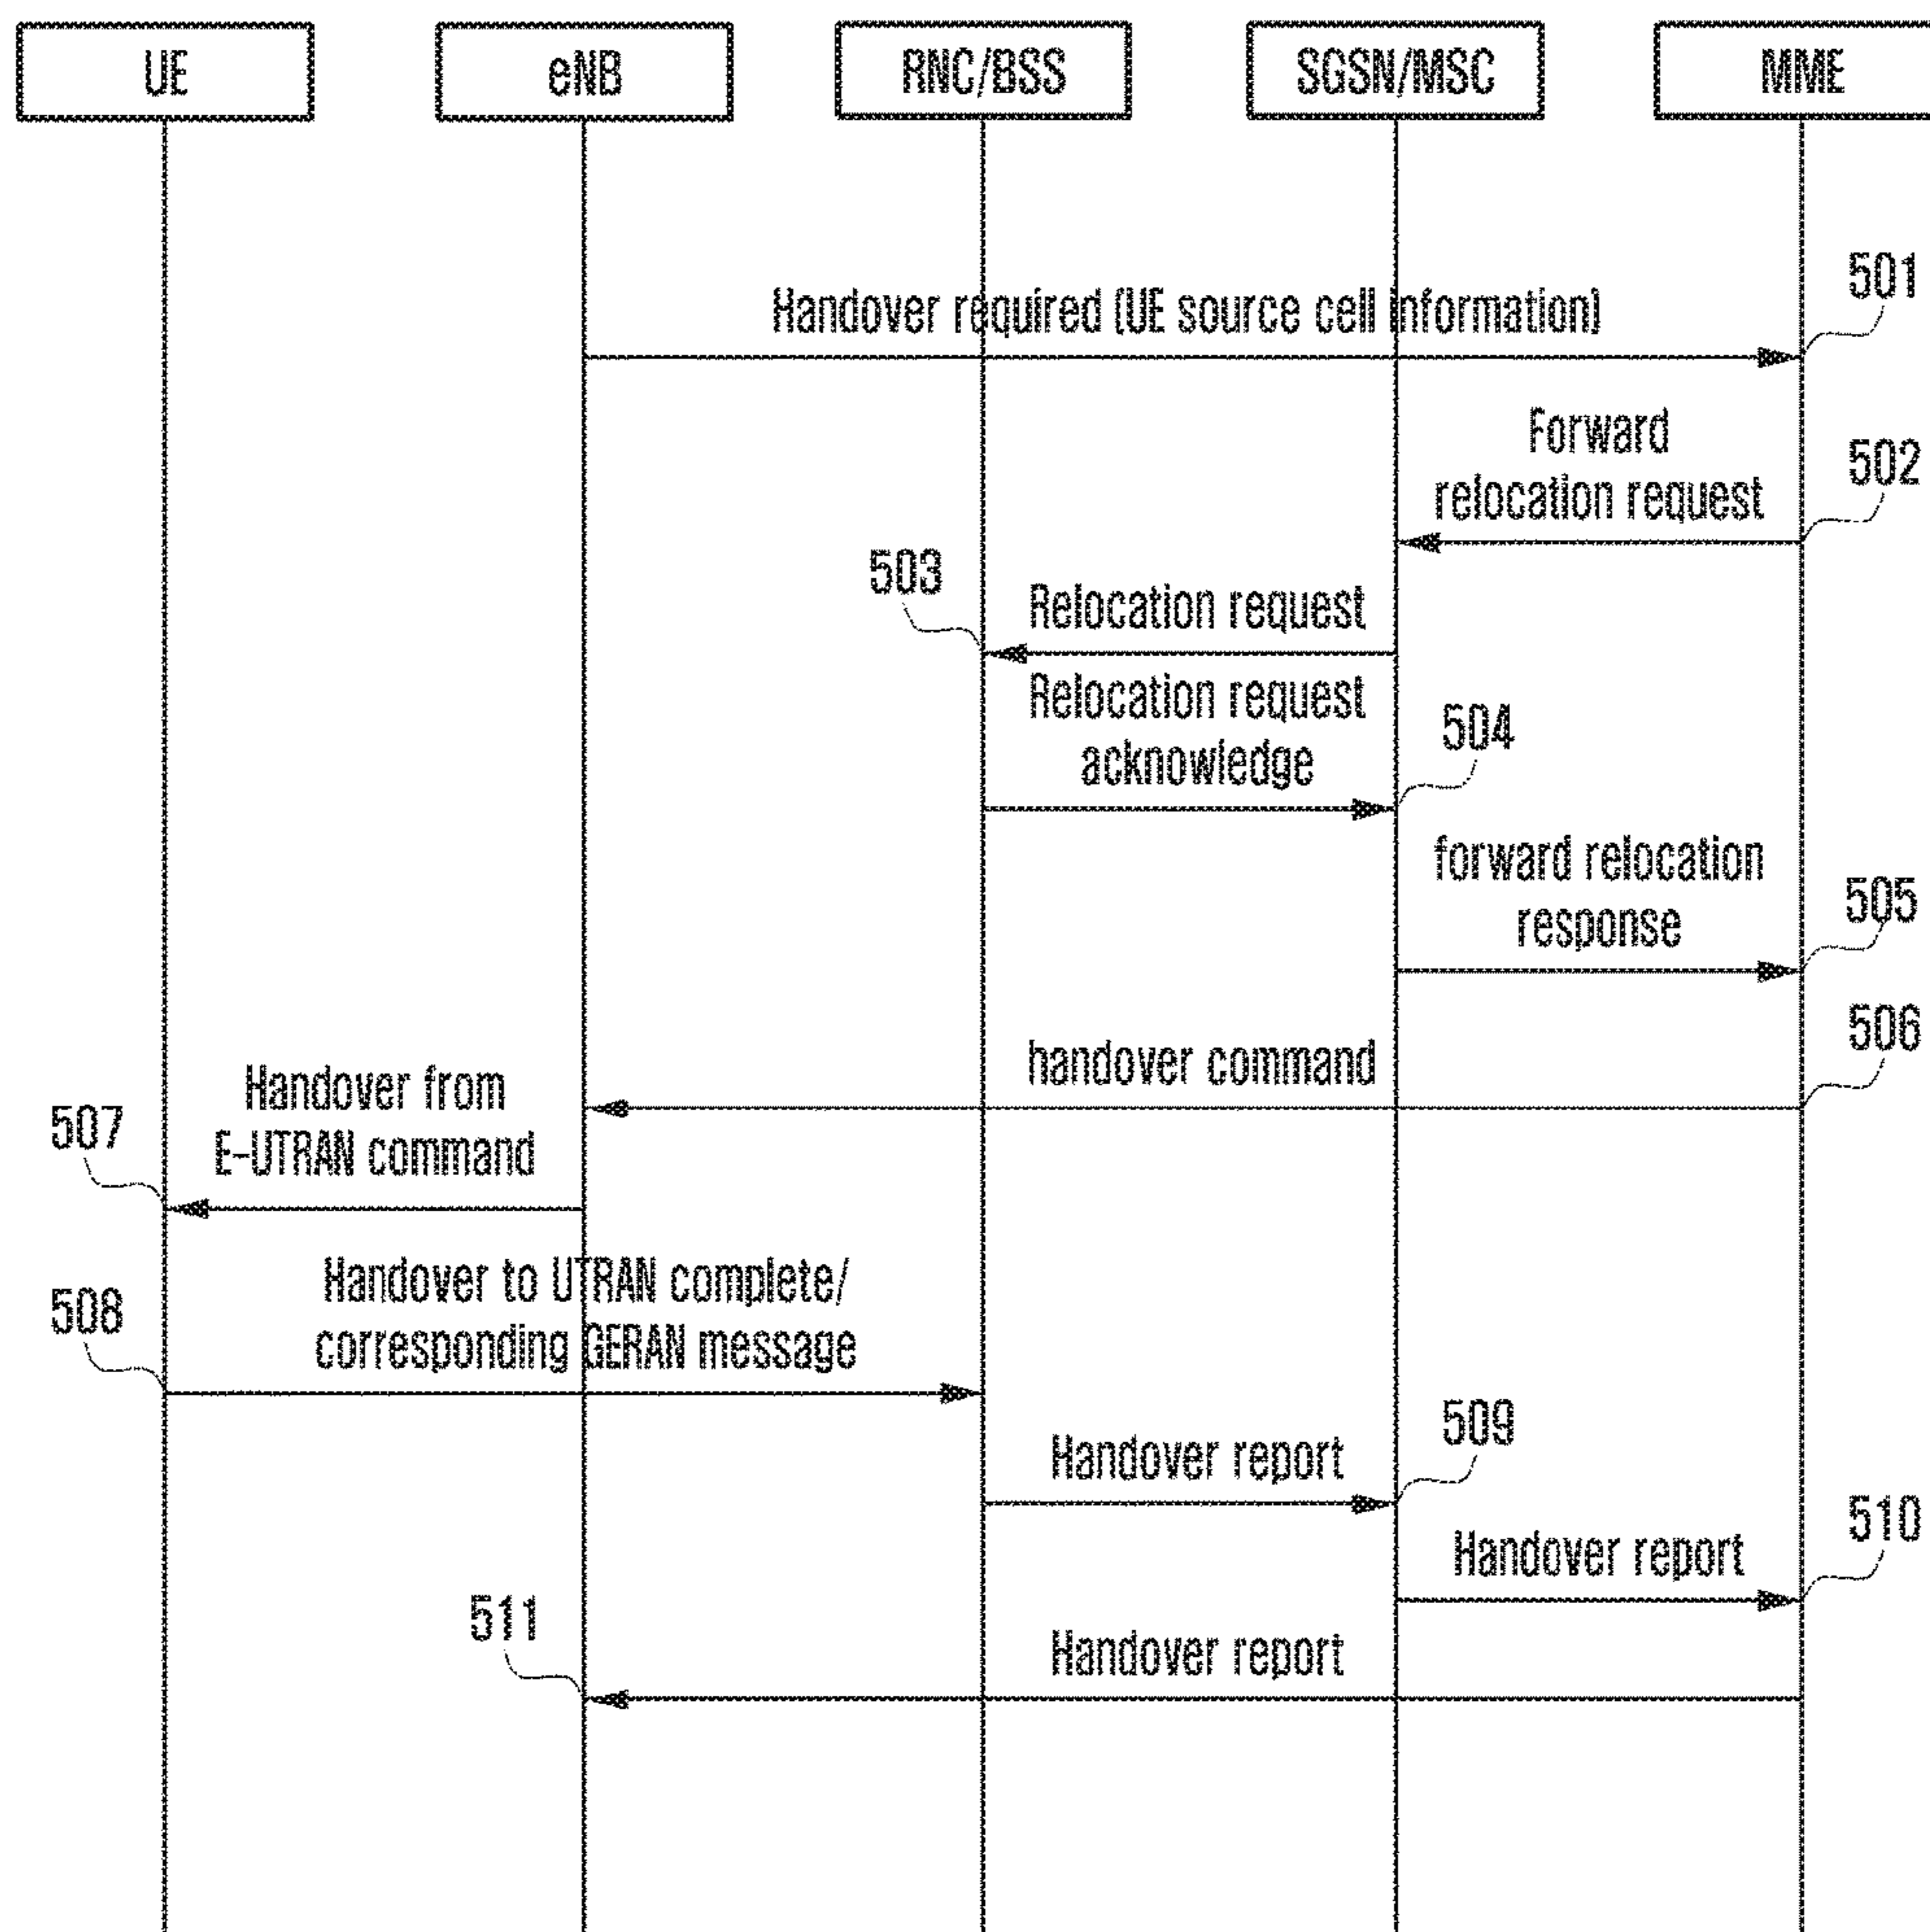 UE
eNB
RNC/BSS
SGSN/MSC
MME
501
Handover required (UE source cell information)
Forward
relocation request
502
503
Relocation request
Relocation request
acknowledge
504
forward relocation
response
505
506
handover command
Handover from
E-UTRAN command
507
Handover to UTRAN complete/
corresponding GERAN message
508
Handover report
509
Handover report
510
511
Handover report